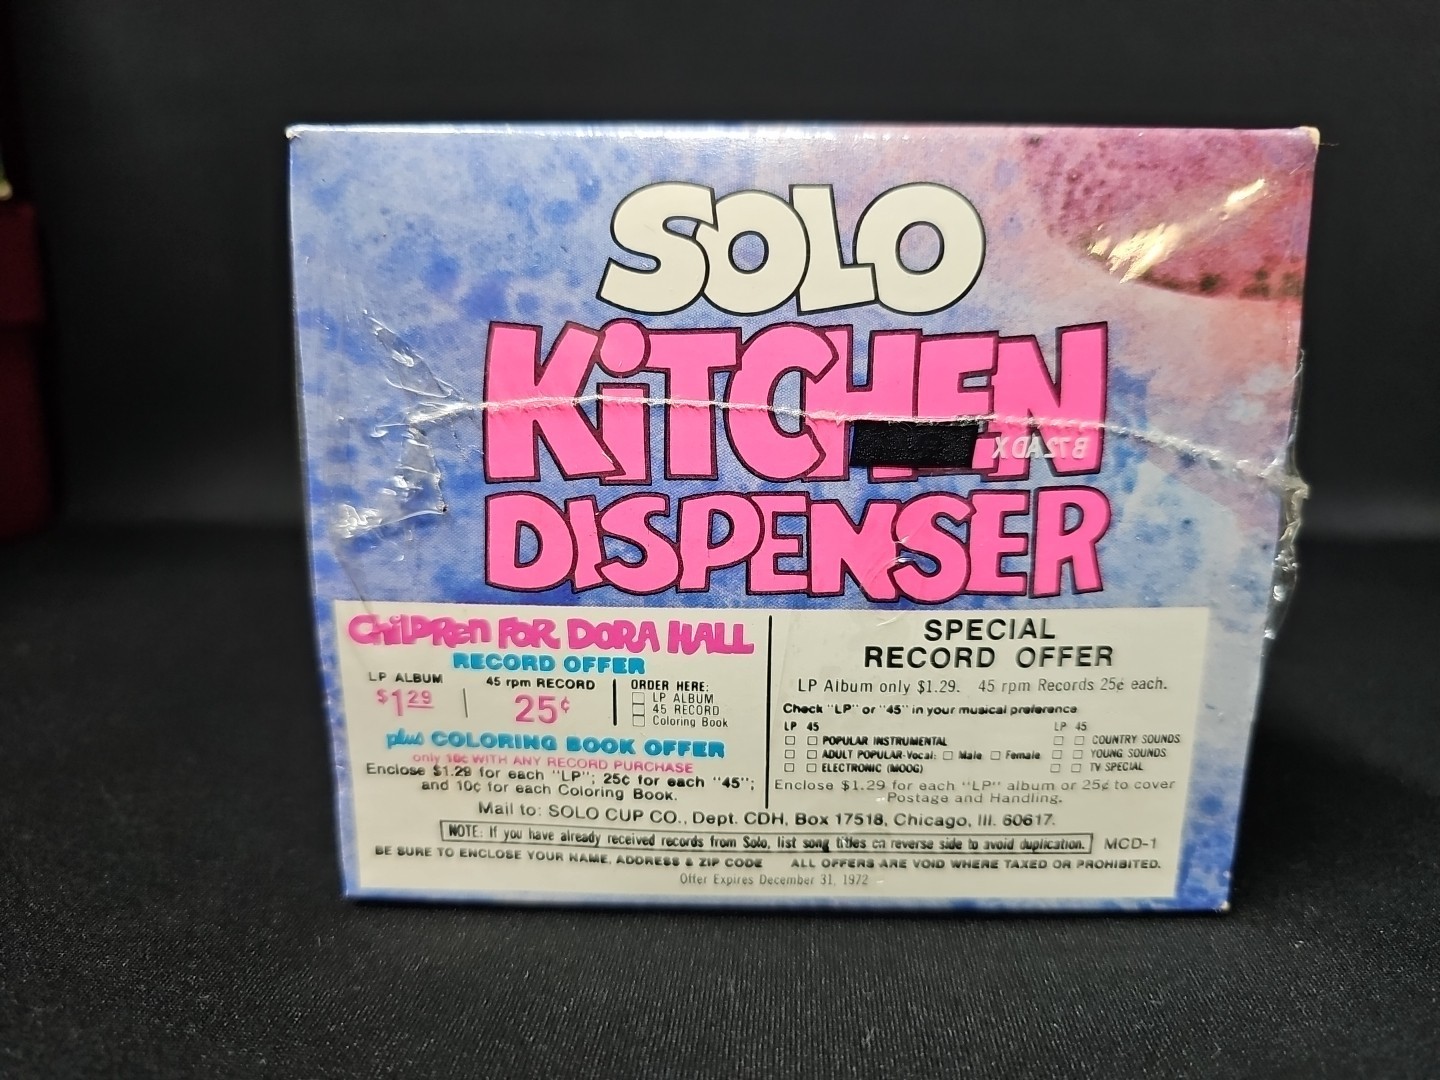 SOLO
KiTCHEN
B72ADX
DISPENSER
CHiLDRen FOR DORA HALL
RECORD OFFER
LP ALBUM
$1.29
45 rpm RECORD
25¢
ORDER HERE:
LP ALBUM
45 RECORD
Coloring Book
plus COLORING BOOK OFFER
only 10¢ WITH ANY RECORD PURCHASE
Enclose $1.29 for each "LP"; 25¢ for each "45";
and 10¢ for each Coloring Book.
SPECIAL
RECORD OFFER
LP Album only $1.29. 45 rpm Records 25¢ each.
Check "LP" or "45" in your musical preference
LP 45
POPULAR INSTRUMENTAL
ADULT POPULAR-Vocal: Male Female
ELECTRONIC (MOOG)
LP 45
COUNTRY SOUNDS
YOUNG SOUNDS
TV SPECIAL
Enclose $1.29 for each "LP" album or 25¢ to cover
Postage and Handling.
Mail to: SOLO CUP CO., Dept. CDH, Box 17518, Chicago, Ill. 60617.
NOTE: If you have already received records from Solo, list song titles on reverse side to avoid duplication. MCD-1
BE SURE TO ENCLOSE YOUR NAME, ADDRESS & ZIP CODE ALL OFFERS ARE VOID WHERE TAXED OR PROHIBITED.
Offer Expires December 31, 1972